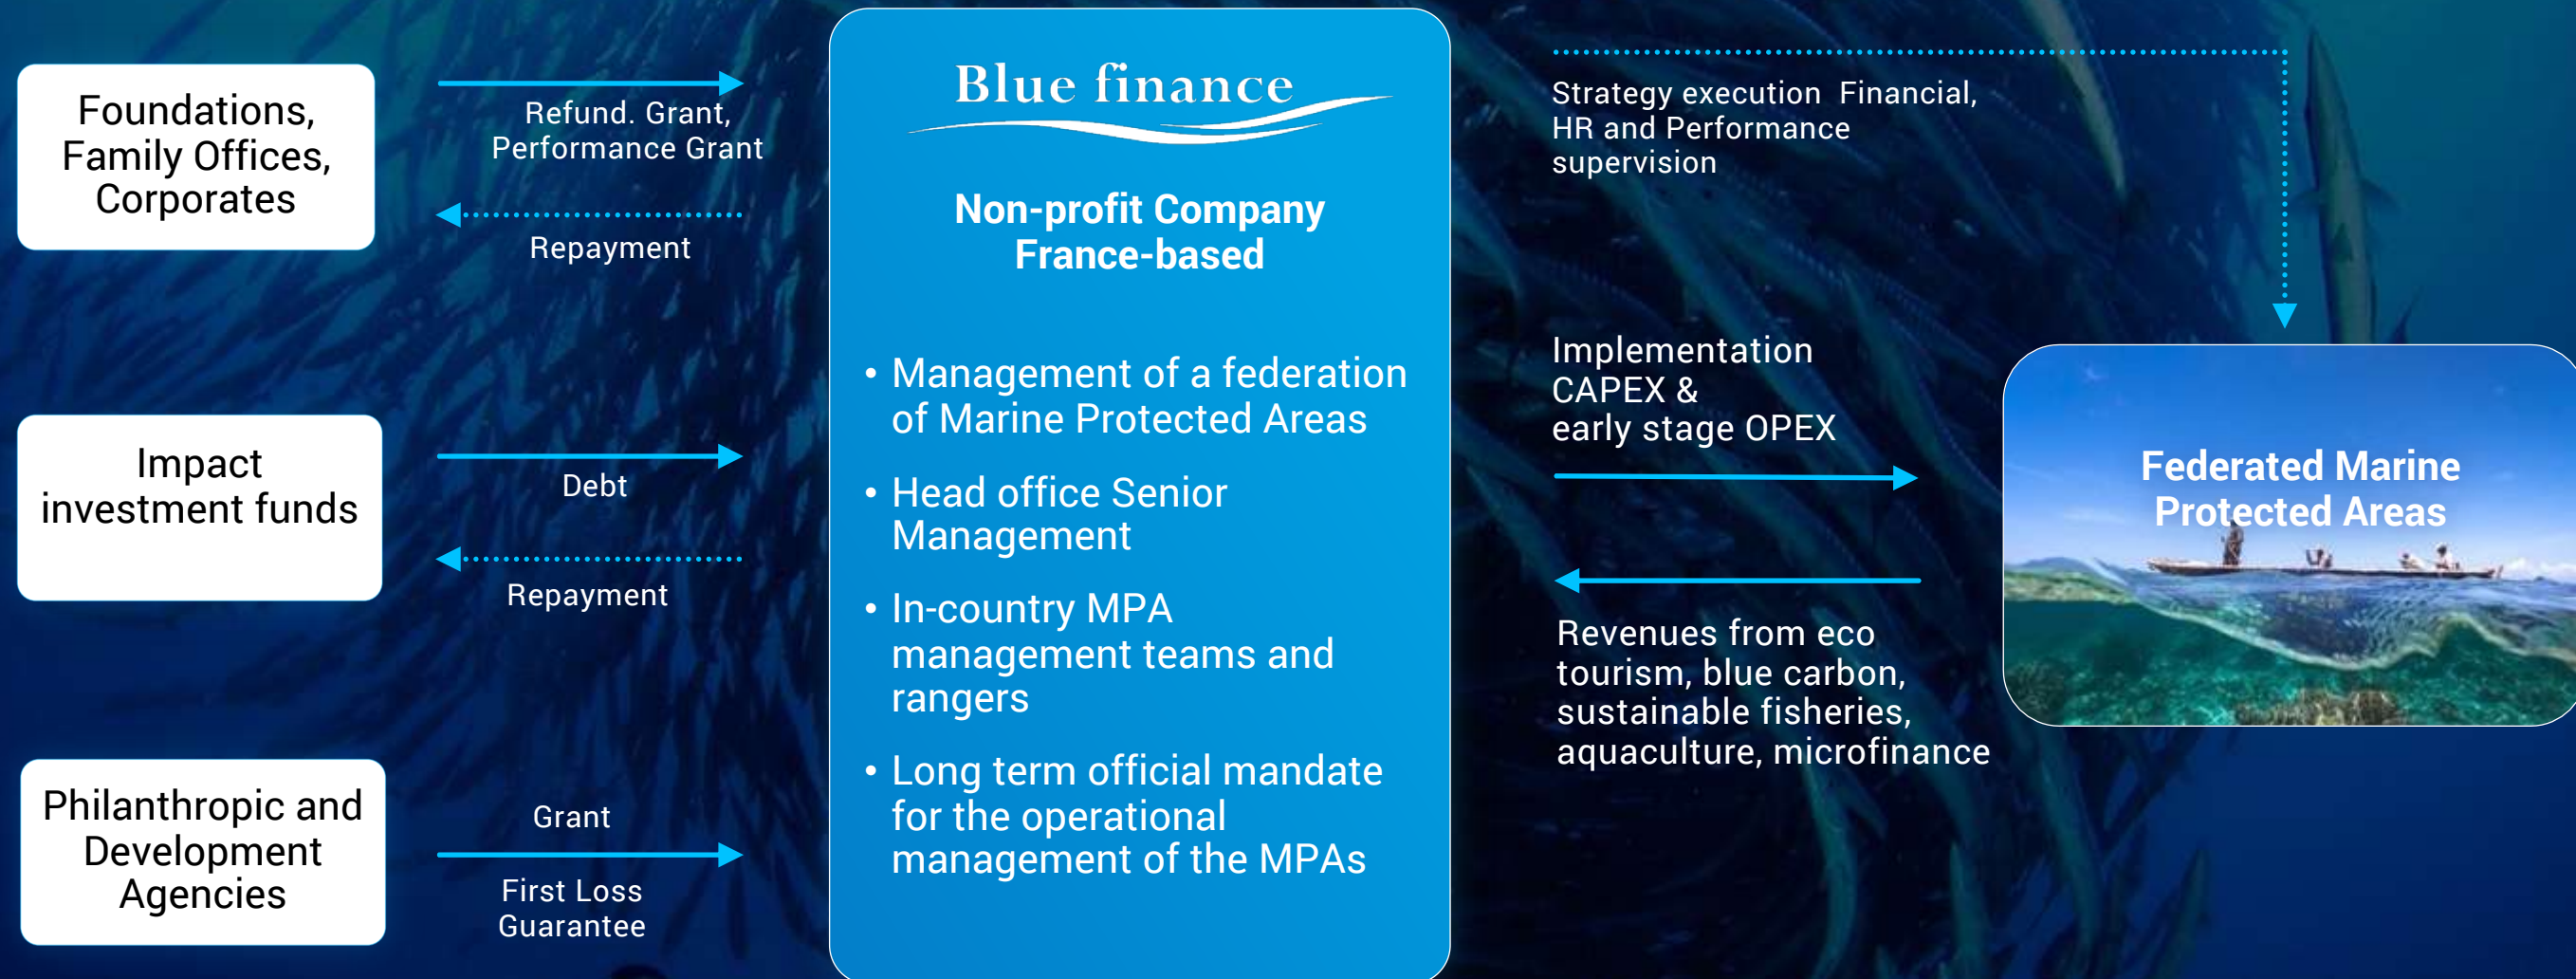 Foundations,
Family Offices,
Corporates
Refund. Grant,
Performance Grant
Repayment
Impact
investment funds
Debt
Repayment
Philanthropic and
Development
Agencies
Grant
First Loss
Guarantee
Blue finance
Non-profit Company
France-based
• Management of a federation
of Marine Protected Areas
• Head office Senior
Management
• In-country MPA
management teams and
rangers
• Long term official mandate
for the operational
management of the MPAs
Strategy execution Financial,
HR and Performance
supervision
Implementation
CAPEX &
early stage OPEX
Revenues from eco
tourism, blue carbon,
sustainable fisheries,
aquaculture, microfinance
Federated Marine
Protected Areas